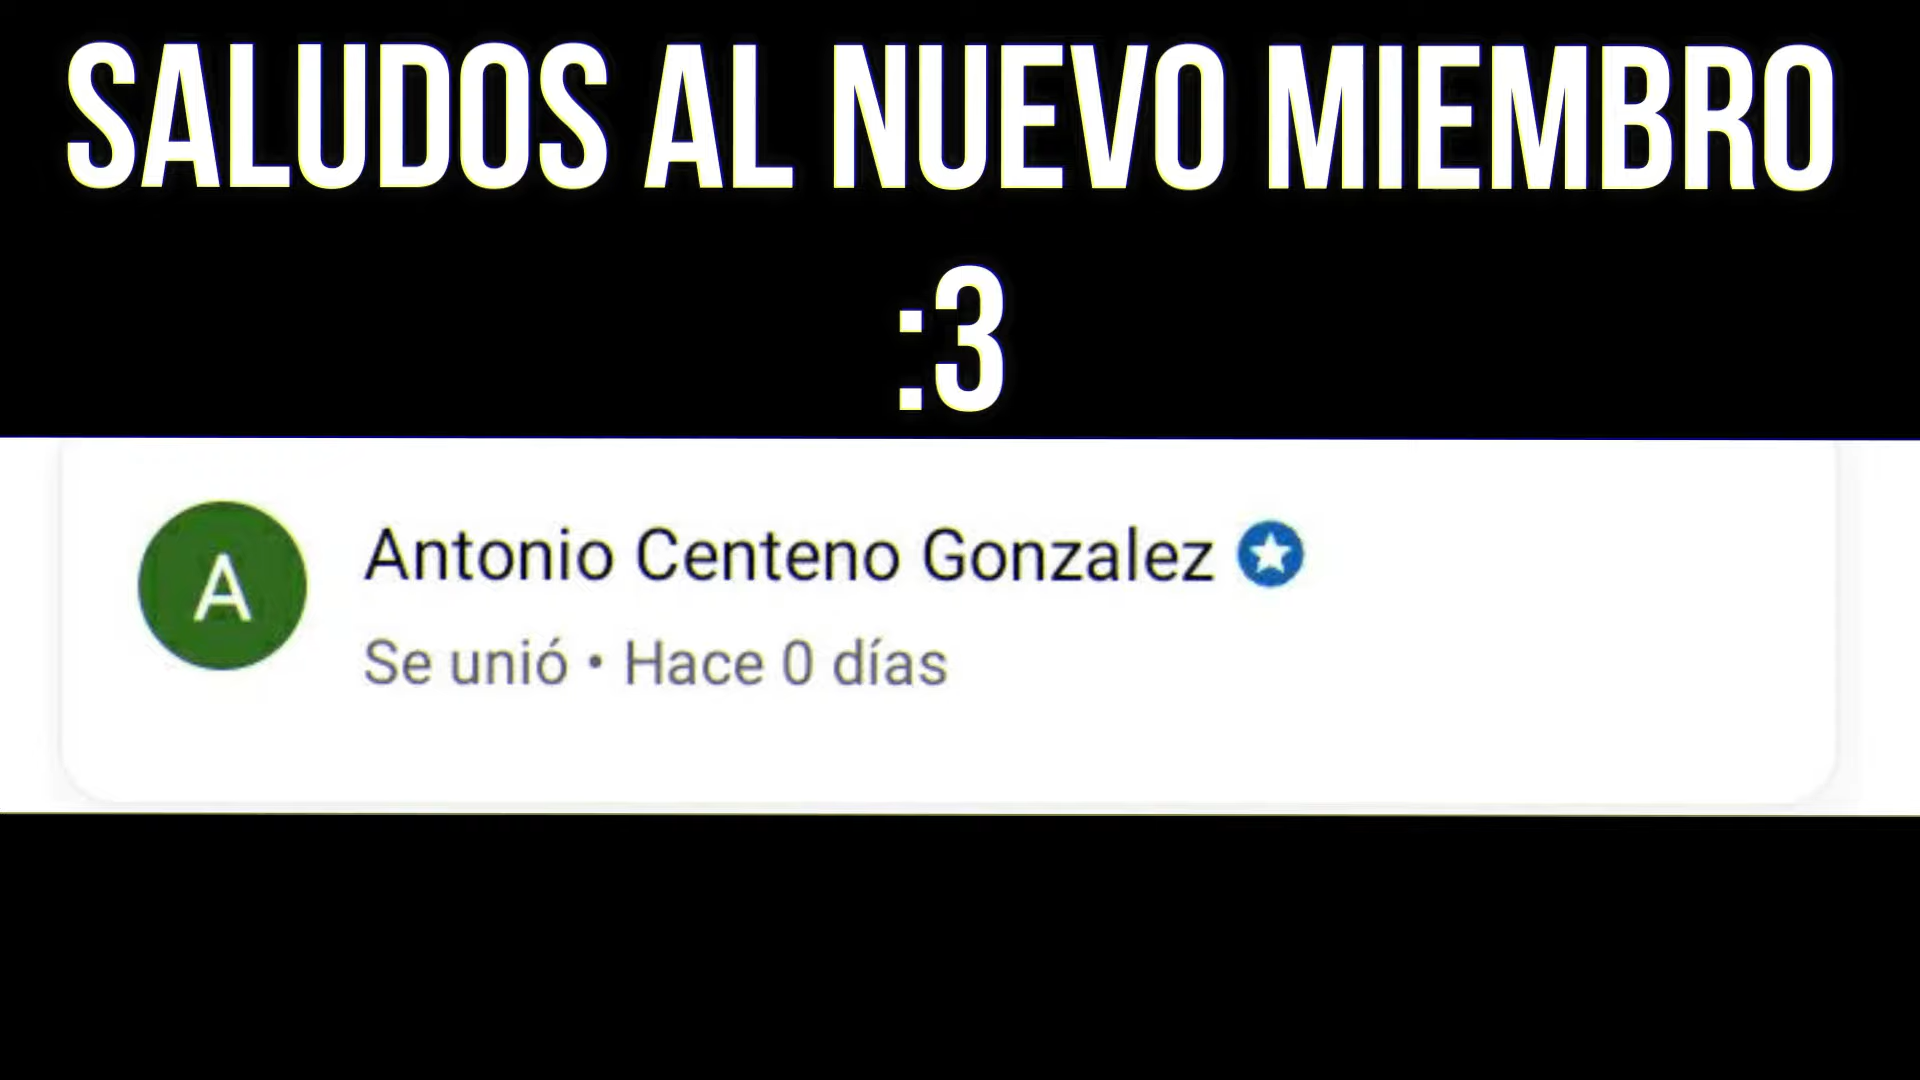 SALUDOS AL NUEVO MIEMBRO
:3
A
Antonio Centeno Gonzalez
Se unió • Hace 0 días